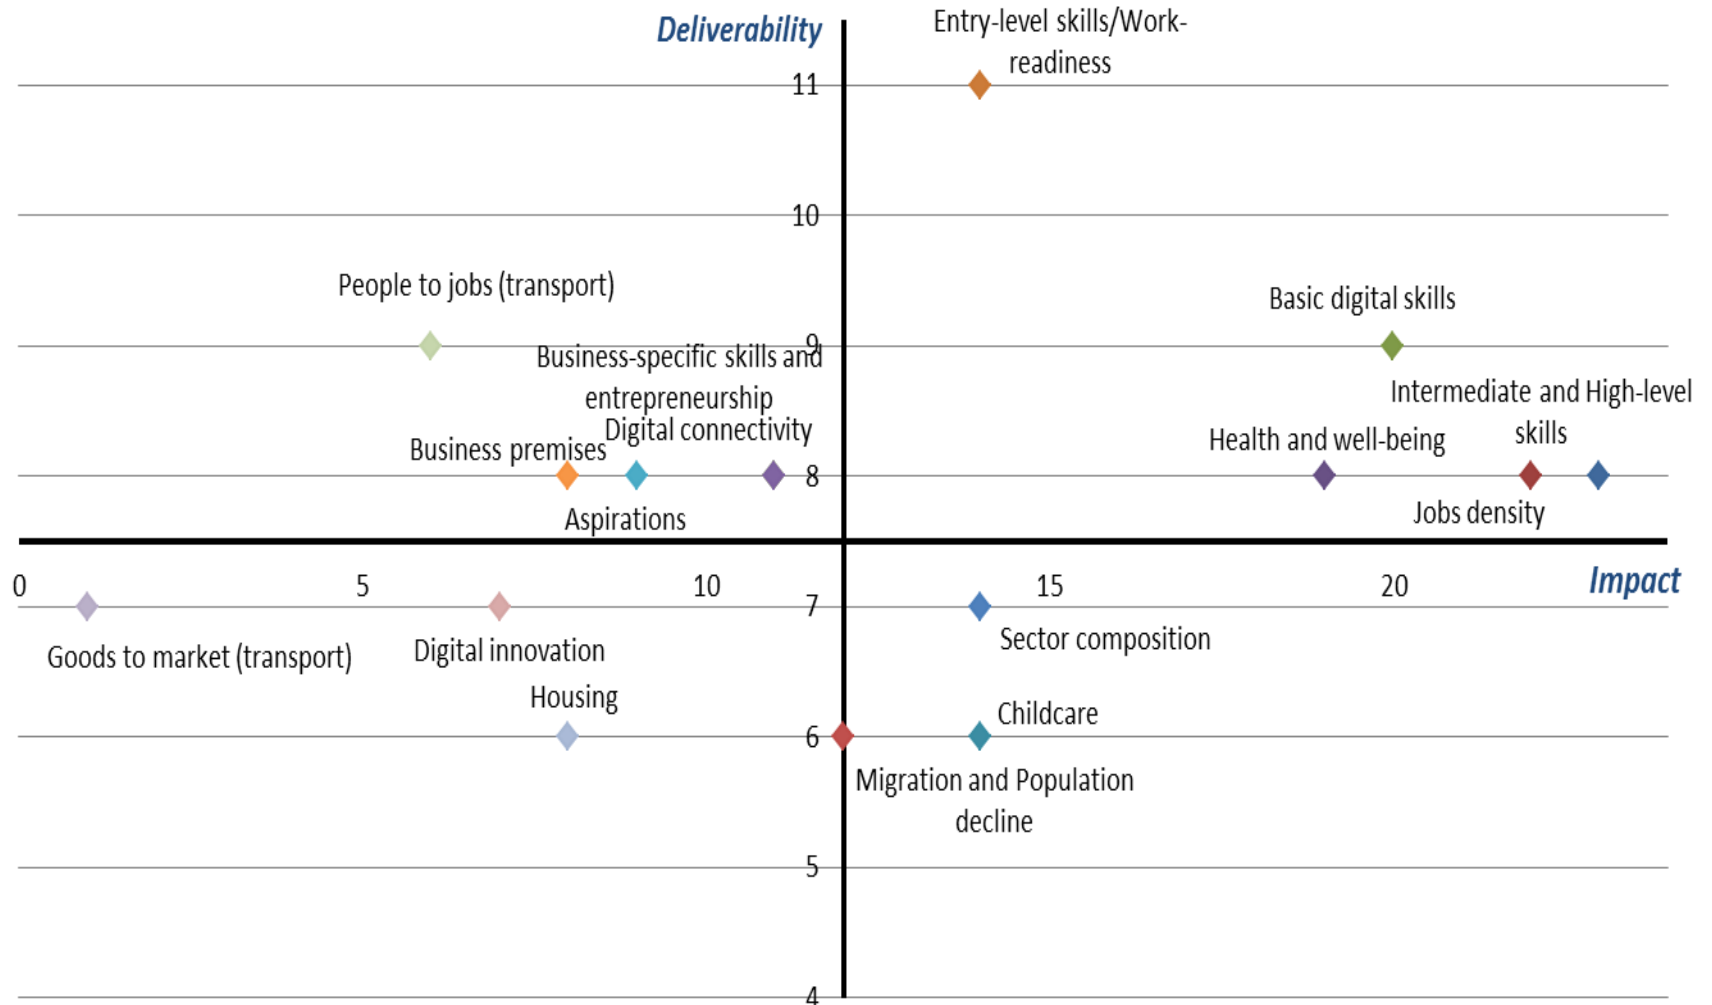 Deliverability
Entry-level skills/Work-
readiness
11
10
People to jobs (transport)
Basic digital skills
9
Business-specific skills and
entrepreneurship
Intermediate and High-level
skills
Digital connectivity
Business premises
Health and well-being
8
Aspirations
Jobs density
0
5
10
15
20
Impact
7
Goods to market (transport)
Digital innovation
Sector composition
Housing
Childcare
6
Migration and Population
decline
5
4